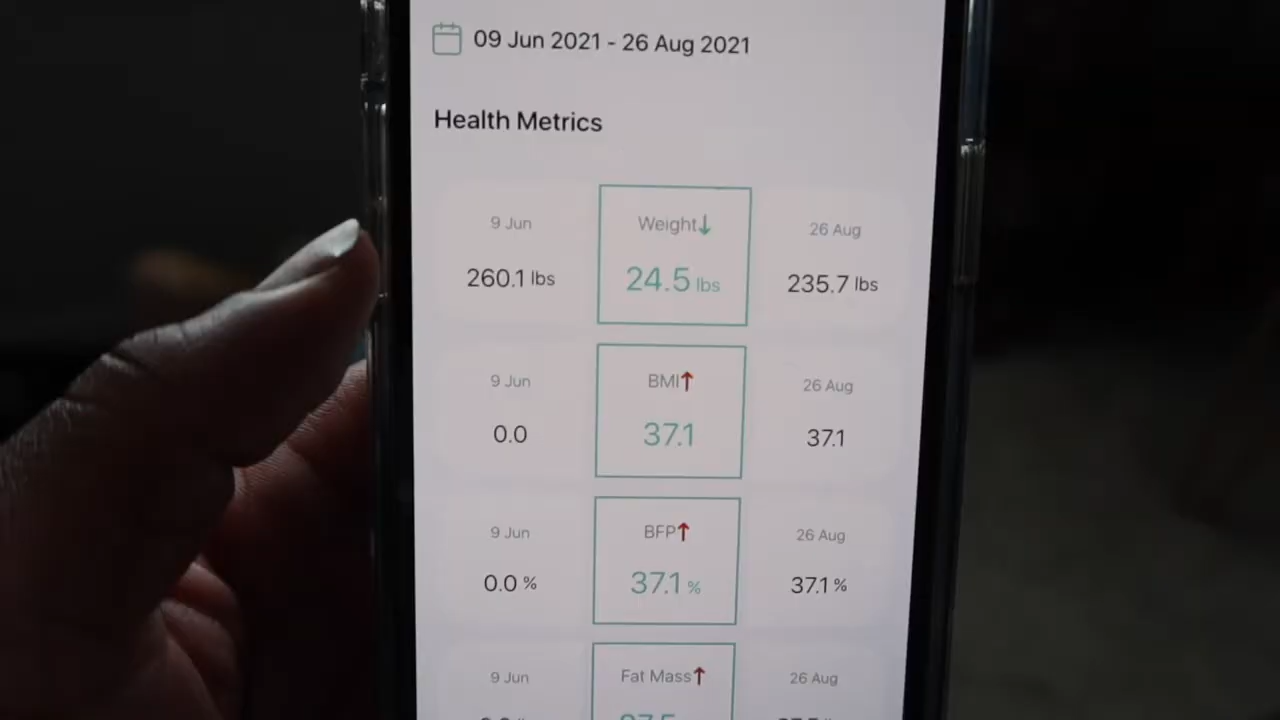 09 Jun 2021 - 26 Aug 2021
Health Metrics
9 Jun Weight↓ 26 Aug
260.1 lbs 24.5 lbs 235.7 lbs
9 Jun BMI↑ 26 Aug
0.0 37.1 37.1
9 Jun BFP↑ 26 Aug
0.0 % 37.1 % 37.1 %
9 Jun Fat Mass↑ 26 Aug